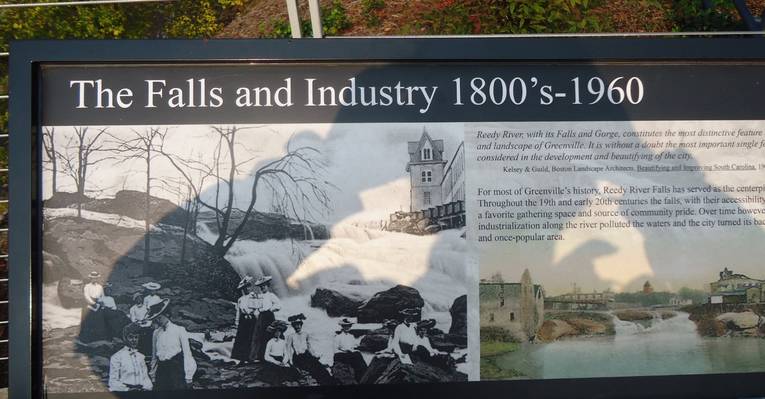 The Falls and Industry 1800's-1960
Reedy River, with its Falls and Gorge, constitutes the most distinctive feature
and landscape of Greenville. It is without a doubt the most important single
considered in the development and beautifying of the city.
Kelsey & Guild, Boston Landscape Architects, Beautifying and Improving South Carolina,
For most of Greenville's history, Reedy River Falls has served as the
Throughout the 19th and early 20th centuries the falls, with their accessibility
a favorite gathering space and source of community pride. Over time
industrialization along the river polluted the waters and the city turned its
and once-popular area.